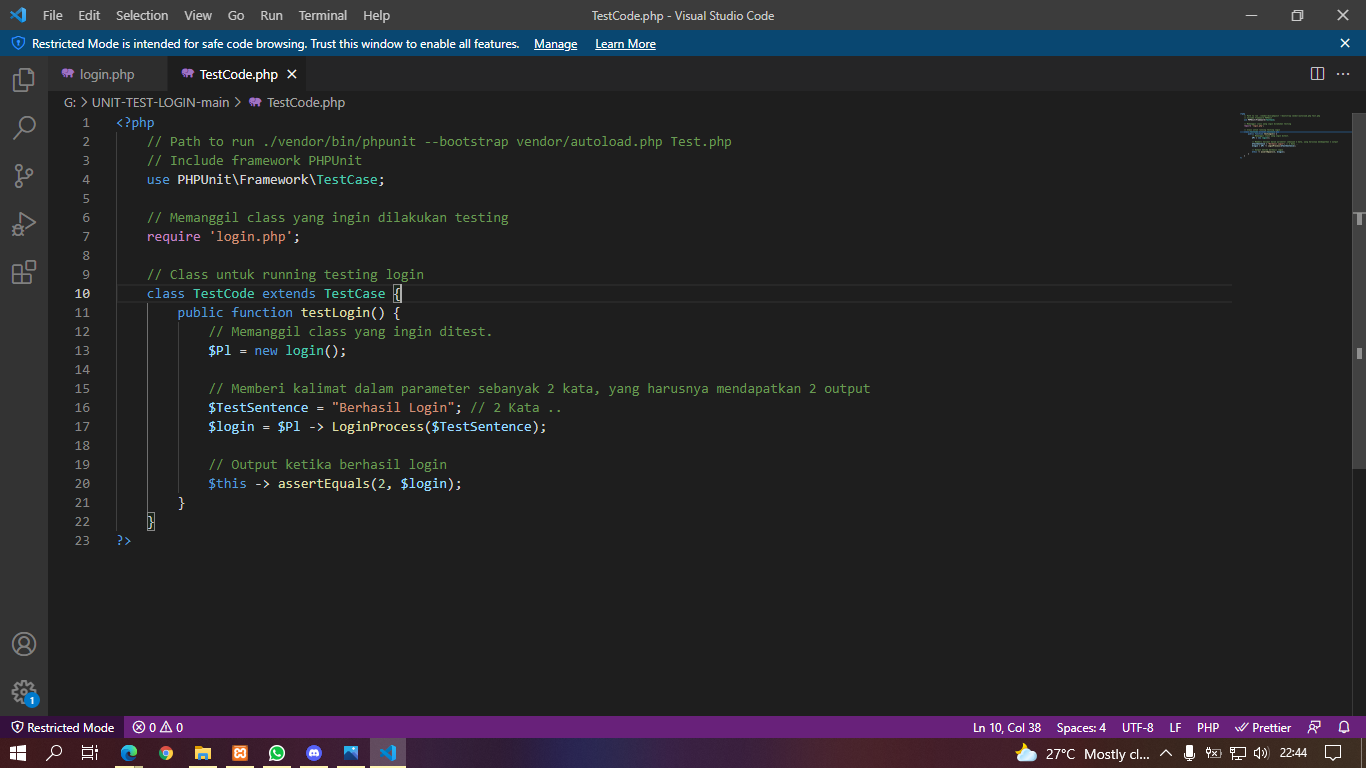 File Edit Selection View Go Run Terminal Help TestCode.php - Visual Studio Code
Restricted Mode is intended for safe code browsing. Trust this window to enable all features. Manage Learn More
login.php TestCode.php
G: > UNIT-TEST-LOGIN-main > TestCode.php
1 <?php
2 // Path to run ./vendor/bin/phpunit --bootstrap vendor/autoload.php Test.php
3 // Include framework PHPUnit
4 use PHPUnit\Framework\TestCase;
5
6 // Memanggil class yang ingin dilakukan testing
7 require 'login.php';
8
9 // Class untuk running testing login
10 class TestCode extends TestCase {
11 public function testLogin() {
12 // Memanggil class yang ingin ditest.
13 $Pl = new login();
14
15 // Memberi kalimat dalam parameter sebanyak 2 kata, yang harusnya mendapatkan 2 output
16 $TestSentence = "Berhasil Login"; // 2 Kata ..
17 $login = $Pl -> LoginProcess($TestSentence);
18
19 // Output ketika berhasil login
20 $this -> assertEquals(2, $login);
21 }
22 }
23 ?>
1
Restricted Mode 0 0 Ln 10, Col 38 Spaces: 4 UTF-8 LF PHP Prettier
27°C Mostly cl... 22:44